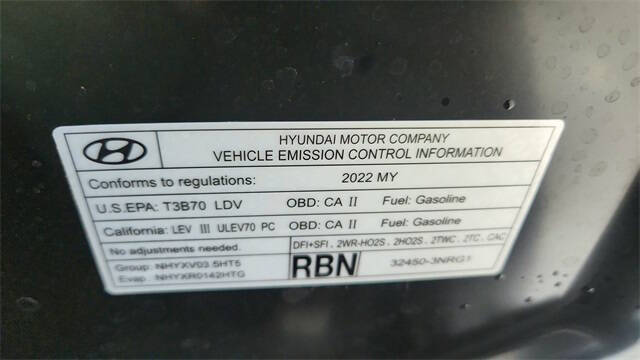 HYUNDAI MOTOR COMPANY
VEHICLE EMISSION CONTROL INFORMATION
Conforms to regulations: 2022 MY
U.S.EPA: T3B70 LDV OBD: CA II Fuel: Gasoline
California: LEV III ULEV70 PC OBD: CA II Fuel: Gasoline
No adjustments needed. DFI+SFI, 2WR-HO2S, 2HO2S, 2TWC, 2TC, CAC
Group: NHYXV03.5HT5 RBN 32450-3NRG1
Evap: NHYXR0142HTG